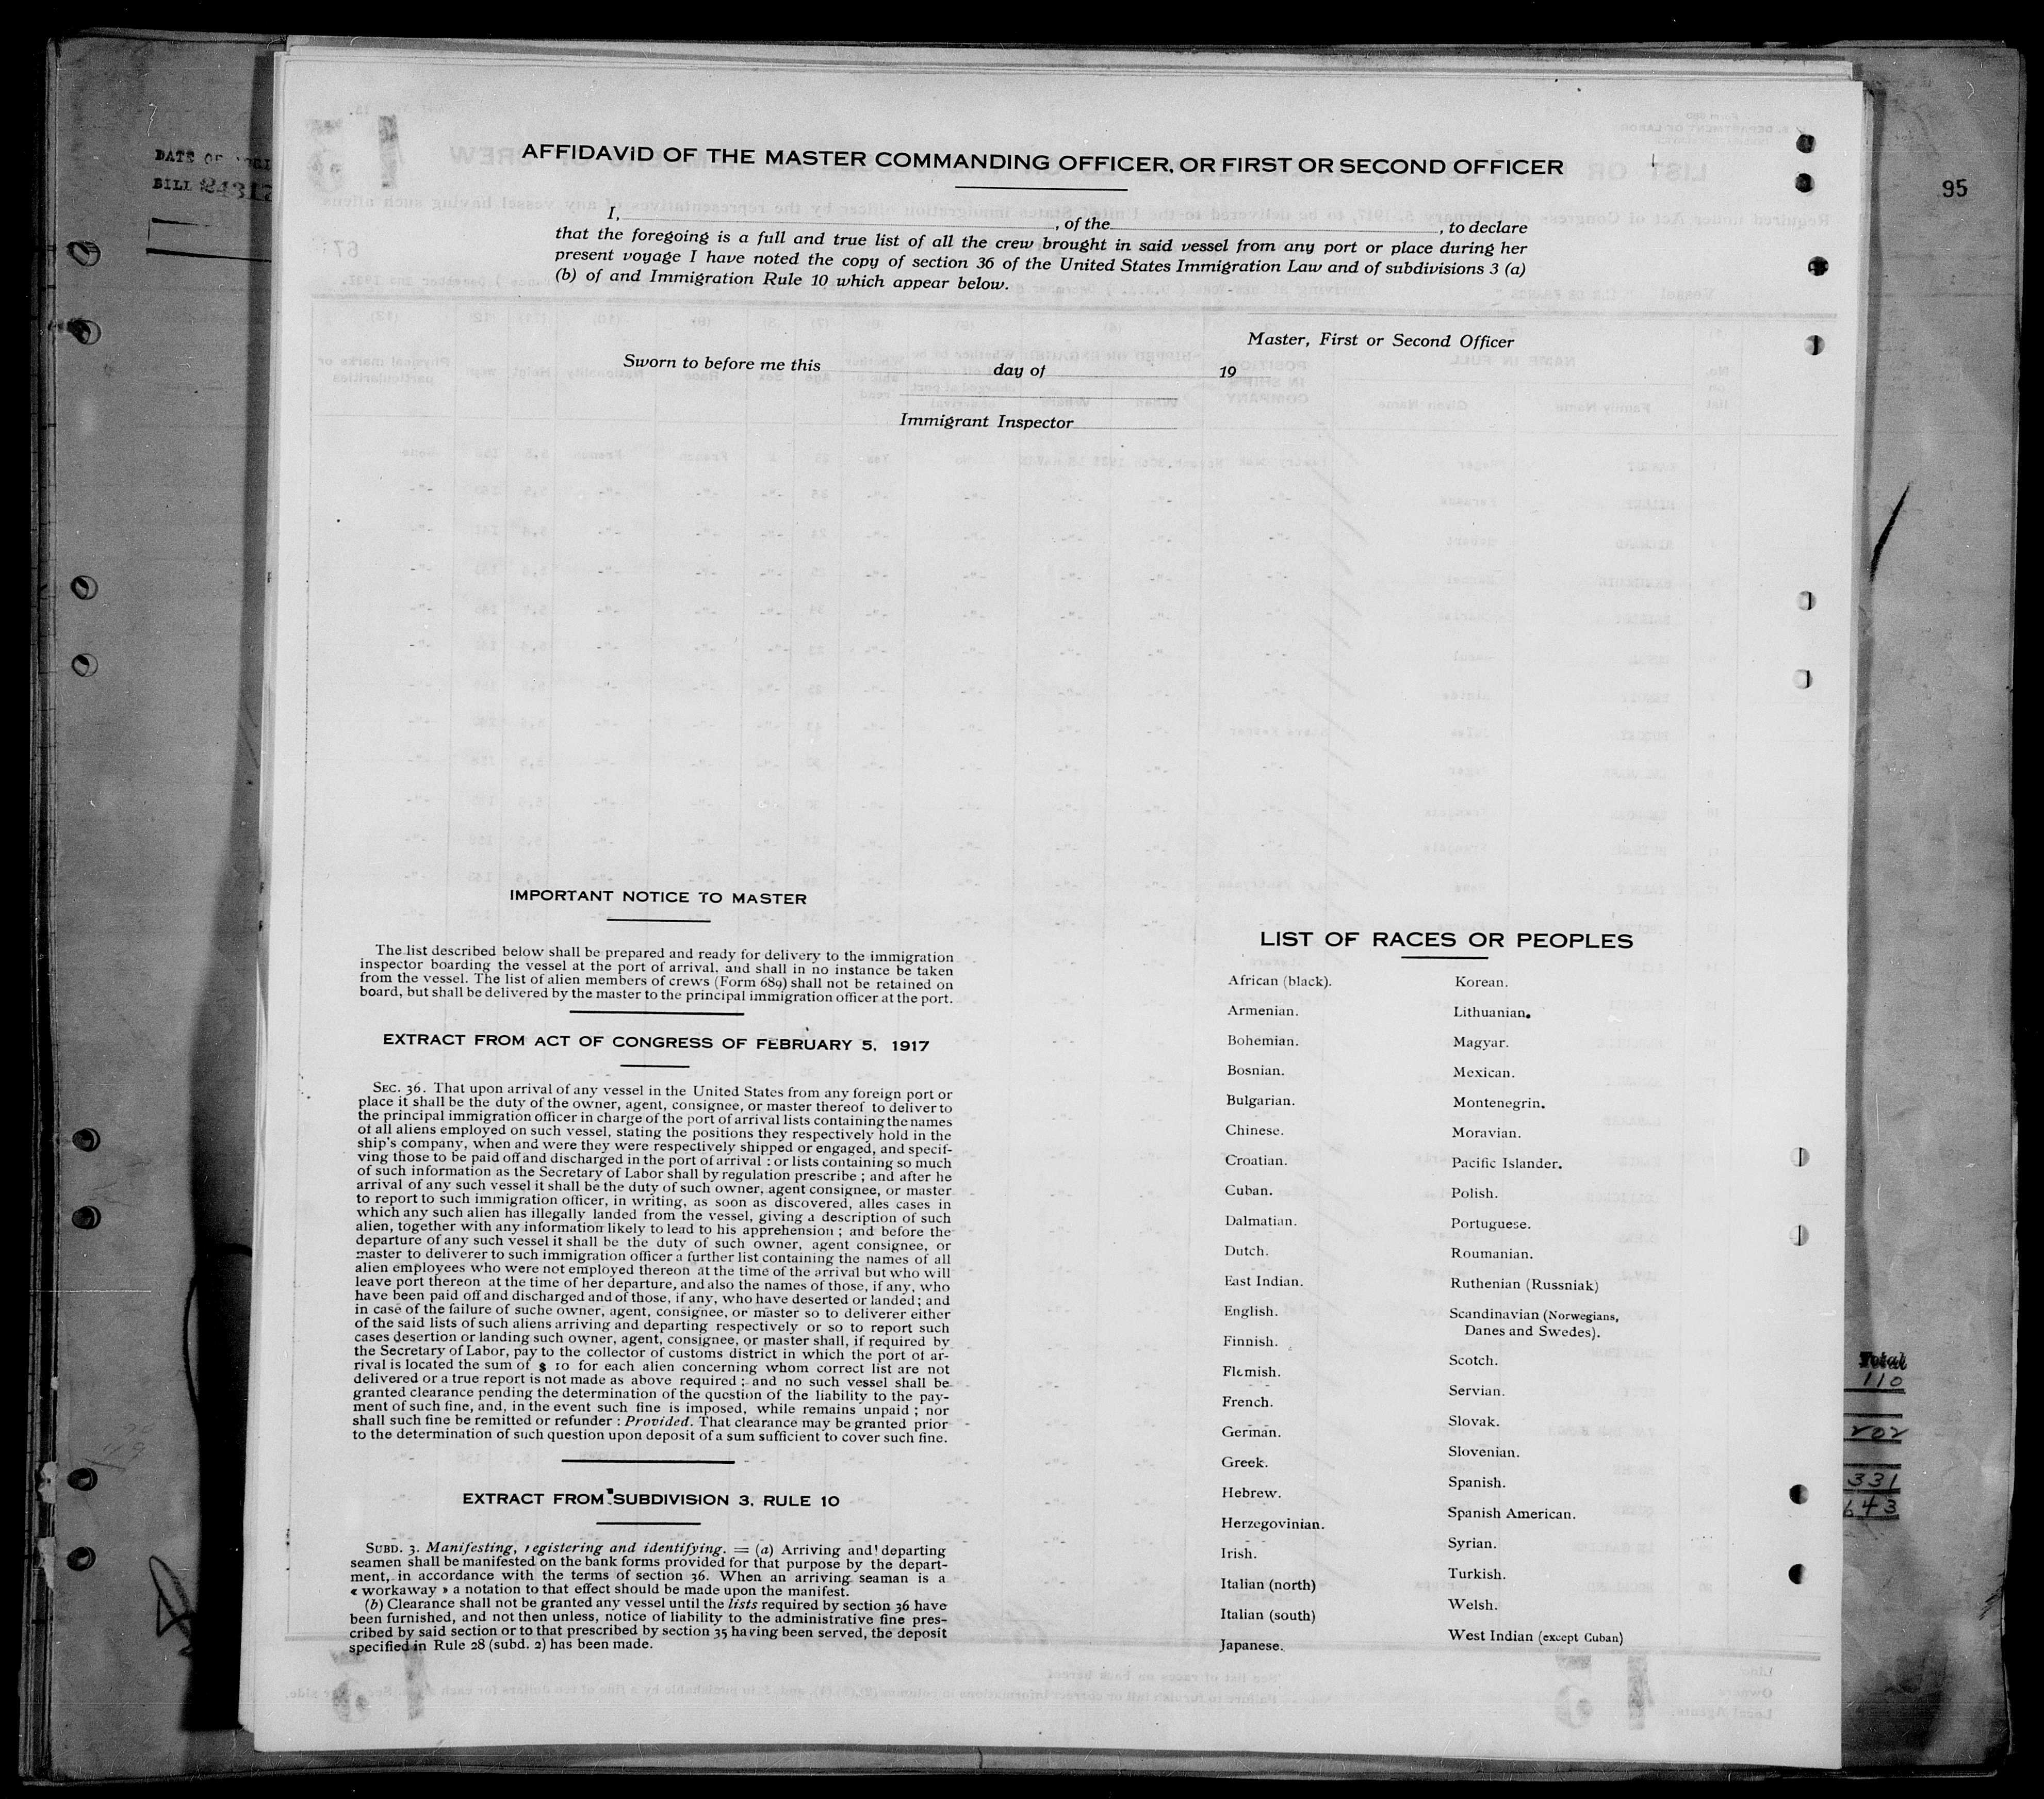 DATE OF
BILL 24317
95
AFFIDAViD OF THE MASTER COMMANDING OFFICER, OR FIRST OR SECOND OFFICER
I, , of the , to declare
that the foregoing is a full and true list of all the crew brought in said vessel from any port or place during her
present voyage I have noted the copy of section 36 of the United States Immigration Law and of subdivisions 3 (a)
(b) of and Immigration Rule 10 which appear below.
Master, First or Second Officer
Sworn to before me this day of 19
Immigrant Inspector
IMPORTANT NOTICE TO MASTER
The list described below shall be prepared and ready for delivery to the immigration
inspector boarding the vessel at the port of arrival, and shall in no instance be taken
from the vessel. The list of alien members of crews (Form 689) shall not be retained on
board, but shall be delivered by the master to the principal immigration officer at the port.
EXTRACT FROM ACT OF CONGRESS OF FEBRUARY 5, 1917
SEC. 36. That upon arrival of any vessel in the United States from any foreign port or
place it shall be the duty of the owner, agent, consignee, or master thereof to deliver to
the principal immigration officer in charge of the port of arrival lists containing the names
of all aliens employed on such vessel, stating the positions they respectively hold in the
ship's company, when and were they were respectively shipped or engaged, and specif-
ving those to be paid off and discharged in the port of arrival : or lists containing so much
of such information as the Secretary of Labor shall by regulation prescribe ; and after he
arrival of any such vessel it shall be the duty of such owner, agent consignee, or master
to report to such immigration officer, in writing, as soon as discovered, alles cases in
which any such alien has illegally landed from the vessel, giving a description of such
alien, together with any information likely to lead to his apprehension ; and before the
departure of any such vessel it shall be the duty of such owner, agent consignee, or
master to deliverer to such immigration officer a further list containing the names of all
alien employees who were not employed thereon at the time of the arrival but who will
leave port thereon at the time of her departure, and also the names of those, if any, who
have been paid off and discharged and of those, if any, who have deserted or landed ; and
in case of the failure of suche owner, agent, consignee, or master so to deliverer either
of the said lists of such aliens arriving and departing respectively or so to report such
cases desertion or landing such owner, agent, consignee, or master shall, if required by
the Secretary of Labor, pay to the collector of customs district in which the port of ar-
rival is located the sum of $ 10 for each alien concerning whom correct list are not
delivered or a true report is not made as above required ; and no such vessel shall be
granted clearance pending the determination of the question of the liability to the pay-
ment of such fine, and, in the event such fine is imposed, while remains unpaid ; nor
shall such fine be remitted or refunder : Provided. That clearance may be granted prior
to the determination of such question upon deposit of a sum sufficient to cover such fine.
EXTRACT FROM SUBDIVISION 3, RULE 10
SUBD. 3. Manifesting, registering and identifying. = (a) Arriving and departing
seamen shall be manifested on the bank forms provided for that purpose by the depart-
ment, in accordance with the terms of section 36. When an arriving seaman is a
« workaway » a notation to that effect should be made upon the manifest.
(b) Clearance shall not be granted any vessel until the lists required by section 36 have
been furnished, and not then unless, notice of liability to the administrative fine pres-
cribed by said section or to that prescribed by section 35 having been served, the deposit
specified in Rule 28 (subd. 2) has been made.
LIST OF RACES OR PEOPLES
African (black).
Armenian.
Bohemian.
Bosnian.
Bulgarian.
Chinese.
Croatian.
Cuban.
Dalmatian.
Dutch.
East Indian.
English.
Finnish.
Flemish.
French.
German.
Greek.
Hebrew.
Herzegovinian.
Irish.
Italian (north)
Italian (south)
Japanese.
Korean.
Lithuanian.
Magyar.
Mexican.
Montenegrin.
Moravian.
Pacific Islander.
Polish.
Portuguese.
Roumanian.
Ruthenian (Russniak)
Scandinavian (Norwegians,
Danes and Swedes).
Scotch.
Servian.
Slovak.
Slovenian.
Spanish.
Spanish American.
Syrian.
Turkish.
Welsh.
West Indian (except Cuban)
Total
110
202
331
643